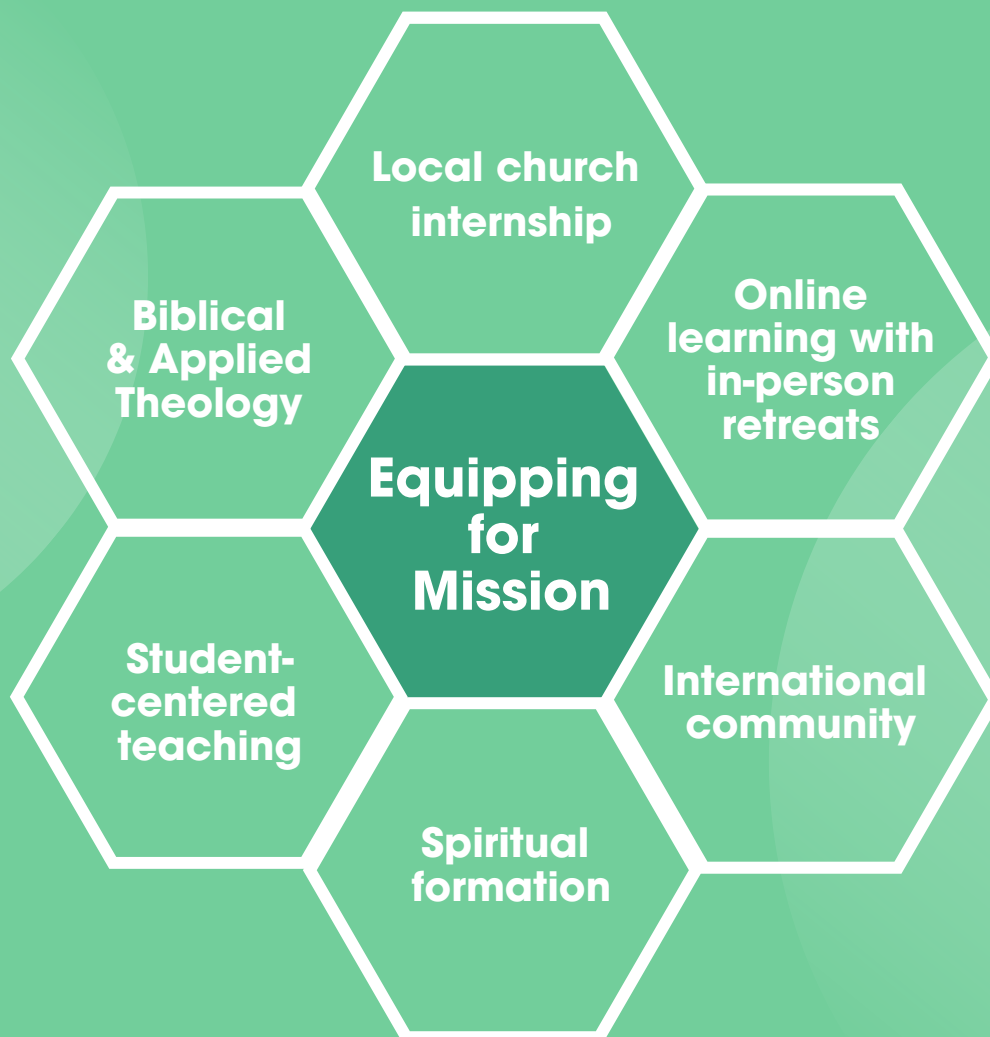 Local church
internship
Online
learning with
in-person
retreats
Biblical
& Applied
Theology
Equipping
for
Mission
Student-
centered
teaching
International
community
Spiritual
formation